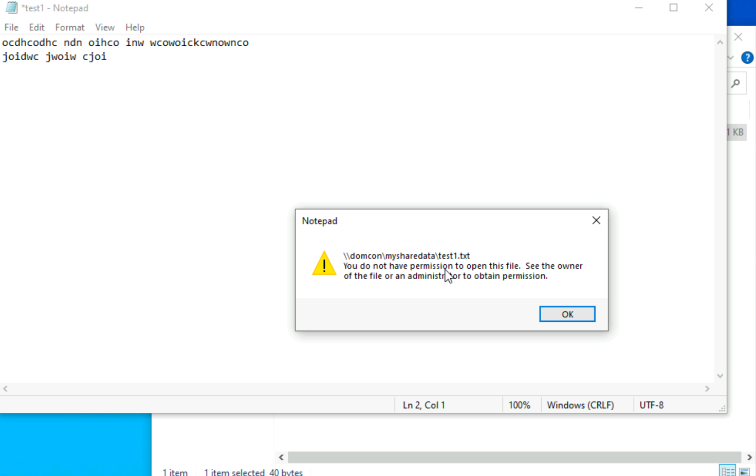 *test1 - Notepad
File Edit Format View Help
ocdhcodhc ndn oihco inw wcowoickcwnownco
joidwc jwoiw cjoi
1 KB
Notepad
\\domcon\mysharedata\test1.txt
You do not have permission to open this file. See the owner
of the file or an administrator to obtain permission.
OK
Ln 2, Col 1 100% Windows (CRLF) UTF-8
1 item 1 item selected 40 bytes